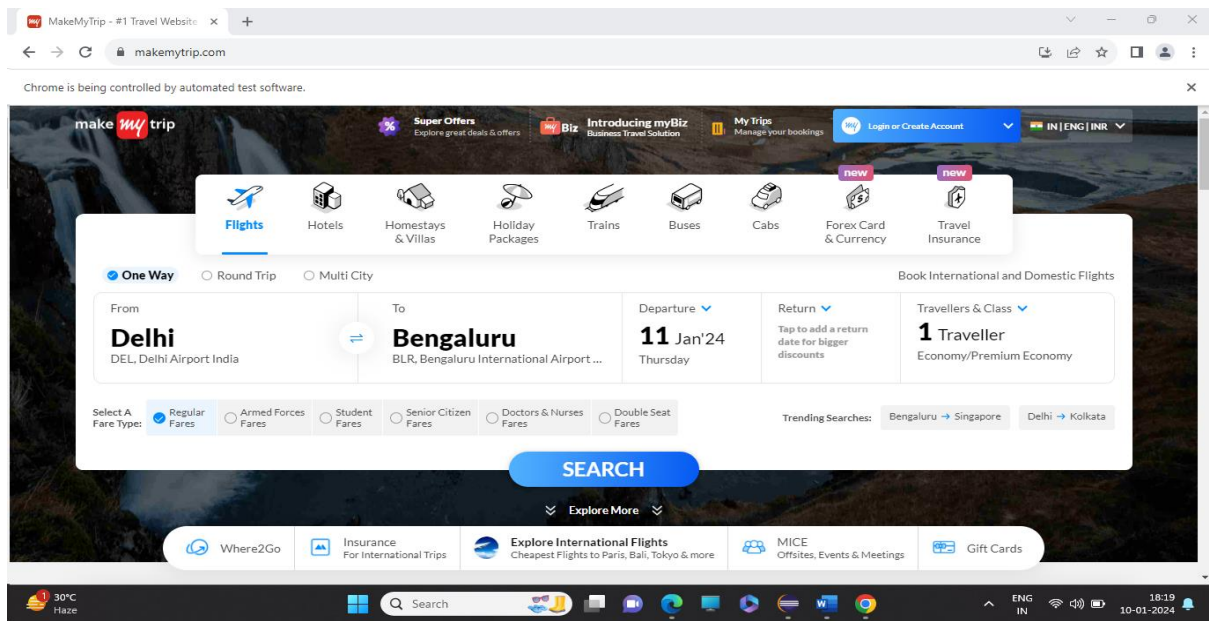 MakeMyTrip - #1 Travel Website
makemytrip.com
Chrome is being controlled by automated test software.
make my trip
Super Offers
Explore great deals & offers
my Biz
Introducing myBiz
Business Travel Solution
My Trips
Manage your bookings
my
Login or Create Account
IN | ENG | INR
new
new
Flights
Hotels
Homestays
& Villas
Holiday
Packages
Trains
Buses
Cabs
Forex Card
& Currency
Travel
Insurance
One Way
Round Trip
Multi City
Book International and Domestic Flights
From
Delhi
DEL, Delhi Airport India
To
Bengaluru
BLR, Bengaluru International Airport ...
Departure
11 Jan'24
Thursday
Return
Tap to add a return
date for bigger
discounts
Travellers & Class
1 Traveller
Economy/Premium Economy
Select A
Fare Type:
Regular
Fares
Armed Forces
Fares
Student
Fares
Senior Citizen
Fares
Doctors & Nurses
Fares
Double Seat
Fares
Trending Searches:
Bengaluru → Singapore
Delhi → Kolkata
SEARCH
Explore More
Where2Go
Insurance
For International Trips
Explore International Flights
Cheapest Flights to Paris, Bali, Tokyo & more
MICE
Offsites, Events & Meetings
Gift Cards
1
30°C
Haze
Search
ENG
IN
18:19
10-01-2024